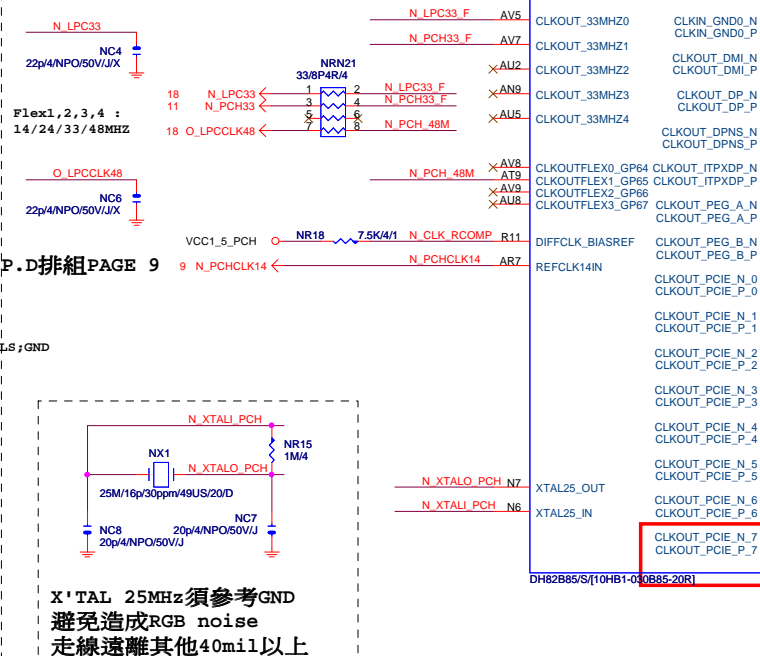 N_LPC33
NC4
22p/4/NPO/50V/J/X
Flex1,2,3,4 :
14/24/33/48MHZ
O_LPCCLK48
NC6
22p/4/NPO/50V/J/X
P.D排組PAGE 9
LS;GND
NRN21
33/8P4R/4
18 N_LPC33 1 2 N_LPC33_F
11 N_PCH33 3 4 N_PCH33_F
5 6
18 O_LPCCLK48 7 8 N_PCH_48M
N_LPC33_F AV5 CLKOUT_33MHZ0
N_PCH33_F AV7 CLKOUT_33MHZ1
AU2 CLKOUT_33MHZ2
AN9 CLKOUT_33MHZ3
AU5 CLKOUT_33MHZ4
AV8 CLKOUTFLEX0_GP64
N_PCH_48M AT9 CLKOUTFLEX1_GP65
AV9 CLKOUTFLEX2_GP66
AU8 CLKOUTFLEX3_GP67
VCC1_5_PCH NR18 7.5K/4/1 N_CLK_RCOMP R11 DIFFCLK_BIASREF
9 N_PCHCLK14 N_PCHCLK14 AR7 REFCLK14IN
N_XTALO_PCH N7 XTAL25_OUT
N_XTALI_PCH N6 XTAL25_IN
CLKIN_GND0_N
CLKIN_GND0_P
CLKOUT_DMI_N
CLKOUT_DMI_P
CLKOUT_DP_N
CLKOUT_DP_P
CLKOUT_DPNS_N
CLKOUT_DPNS_P
CLKOUT_ITPXDP_N
CLKOUT_ITPXDP_P
CLKOUT_PEG_A_N
CLKOUT_PEG_A_P
CLKOUT_PEG_B_N
CLKOUT_PEG_B_P
CLKOUT_PCIE_N_0
CLKOUT_PCIE_P_0
CLKOUT_PCIE_N_1
CLKOUT_PCIE_P_1
CLKOUT_PCIE_N_2
CLKOUT_PCIE_P_2
CLKOUT_PCIE_N_3
CLKOUT_PCIE_P_3
CLKOUT_PCIE_N_4
CLKOUT_PCIE_P_4
CLKOUT_PCIE_N_5
CLKOUT_PCIE_P_5
CLKOUT_PCIE_N_6
CLKOUT_PCIE_P_6
CLKOUT_PCIE_N_7
CLKOUT_PCIE_P_7
DH82B85/S/[10HB1-030B85-20R]
N_XTALI_PCH
NX1
NR15
1M/4
N_XTALO_PCH
25M/16p/30ppm/49US/20/D
NC8
20p/4/NPO/50V/J
NC7
20p/4/NPO/50V/J
X'TAL 25MHz須參考GND
避免造成RGB noise
走線遠離其他40mil以上